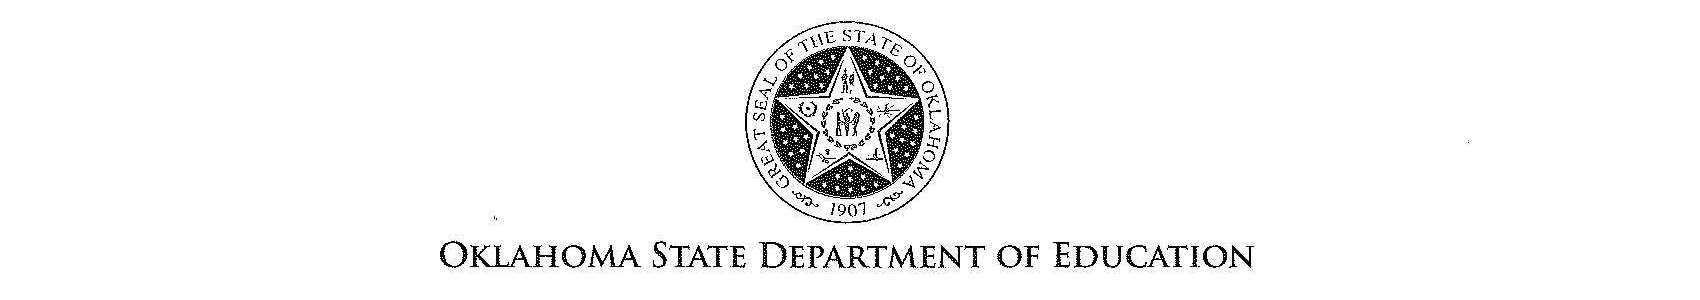 GREAT SEAL OF THE STATE OF OKLAHOMA
1907
OKLAHOMA STATE DEPARTMENT OF EDUCATION